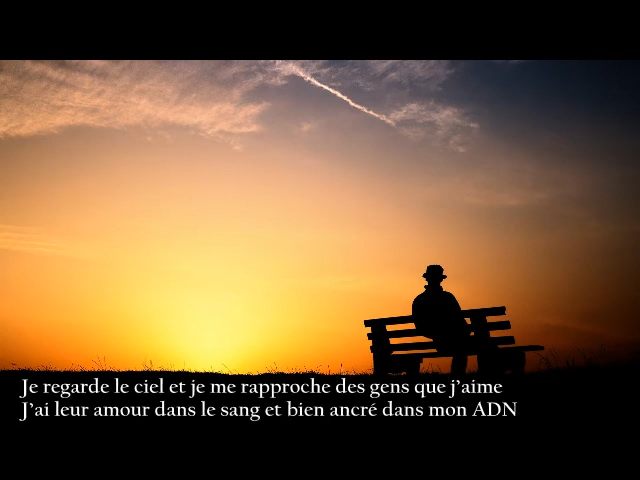 Je regarde le ciel et je me rapproche des gens que j’aime
J’ai leur amour dans le sang et bien ancré dans mon ADN